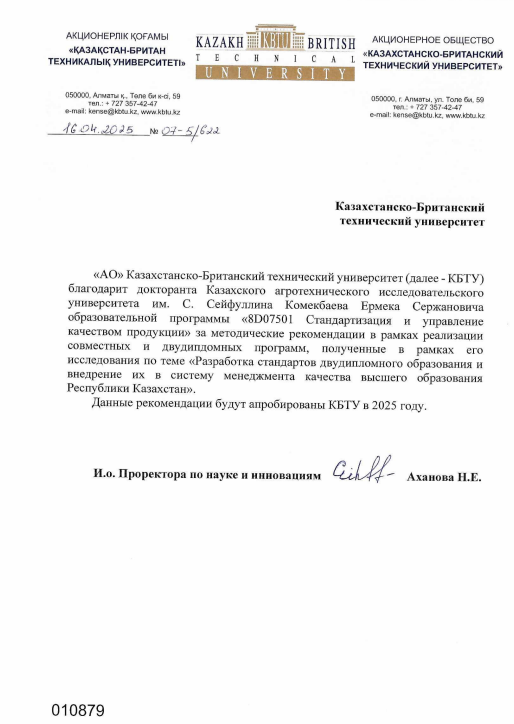 АКЦИОНЕРЛІК ҚОҒАМЫ
«ҚАЗАҚСТАН-БРИТАН
ТЕХНИКАЛЫҚ УНИВЕРСИТЕТІ»
050000, Алматы қ., Төле би к-сі, 59
тел.: + 727 357-42-47
e-mail: kense@kbtu.kz, www.kbtu.kz
16.04.2025 № 07-5/622
KAZAKH KBTU BRITISH
TECHNICAL
UNIVERSITY
АКЦИОНЕРНОЕ ОБЩЕСТВО
«КАЗАХСТАНСКО-БРИТАНСКИЙ
ТЕХНИЧЕСКИЙ УНИВЕРСИТЕТ»
050000, г. Алматы, ул. Толе би, 59
тел.: + 727 357-42-47
e-mail: kense@kbtu.kz, www.kbtu.kz
Казахстанско-Британский
технический университет
«АО» Казахстанско-Британский технический университет (далее - КБТУ)
благодарит докторанта Казахского агротехнического исследовательского
университета им. С. Сейфуллина Комекбаева Ермека Сержановича
образовательной программы «8D07501 Стандартизация и управление
качеством продукции» за методические рекомендации в рамках реализации
совместных и двудипдомных программ, полученные в рамках его
исследования по теме «Разработка стандартов двудипломного образования и
внедрение их в систему менеджмента качества высшего образования
Республики Казахстан».
Данные рекомендации будут апробированы КБТУ в 2025 году.
И.о. Проректора по науке и инновациям Аханова Н.Е.
010879